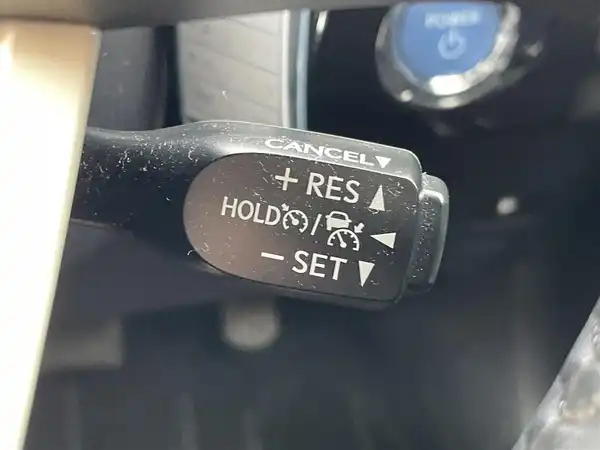 POWER
CANCEL▼
+ RES ▲
HOLD / ◀
− SET ▼